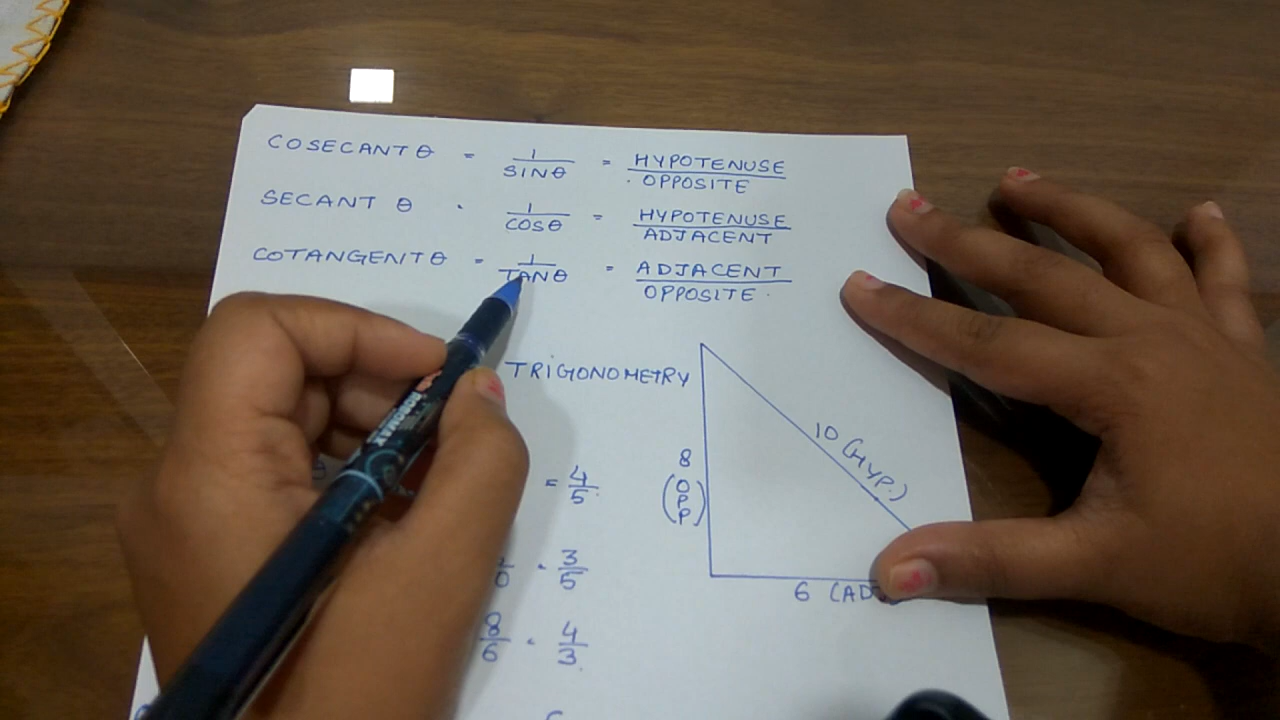 COSECANT θ = 1/SINθ = HYPOTENUSE/OPPOSITE
SECANT θ = 1/COSθ = HYPOTENUSE/ADJACENT
COTANGENT θ = 1/TANθ = ADJACENT/OPPOSITE
TRIGONOMETRY
8 (OPP)
10 (HYP.)
6 (ADJ
= 4/5
= 3/5
8/6 = 4/3